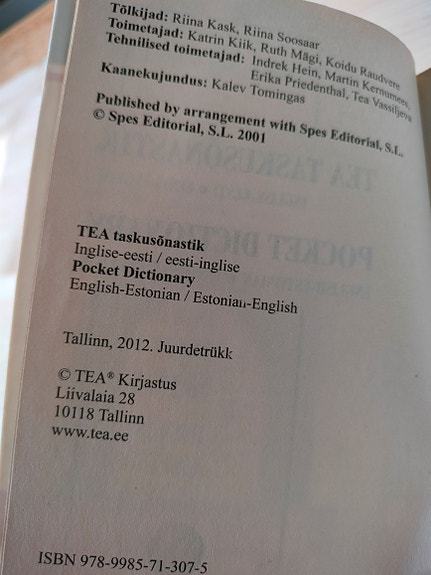 Tõlkijad: Riina Kask, Riina Soosaar
Toimetajad: Katrin Kiik, Ruth Mägi, Koidu Raudvere
Tehnilised toimetajad: Indrek Hein, Martin Kernumees,
Erika Priedenthal, Tea Vassiljeva
Kaanekujundus: Kalev Tomingas
Published by arrangement with Spes Editorial, S.L.
© Spes Editorial, S.L. 2001
TEA taskusõnastik
Inglise-eesti / eesti-inglise
Pocket Dictionary
English-Estonian / Estonian-English
Tallinn, 2012. Juurdetrükk
© TEA® Kirjastus
Liivalaia 28
10118 Tallinn
www.tea.ee
ISBN 978-9985-71-307-5